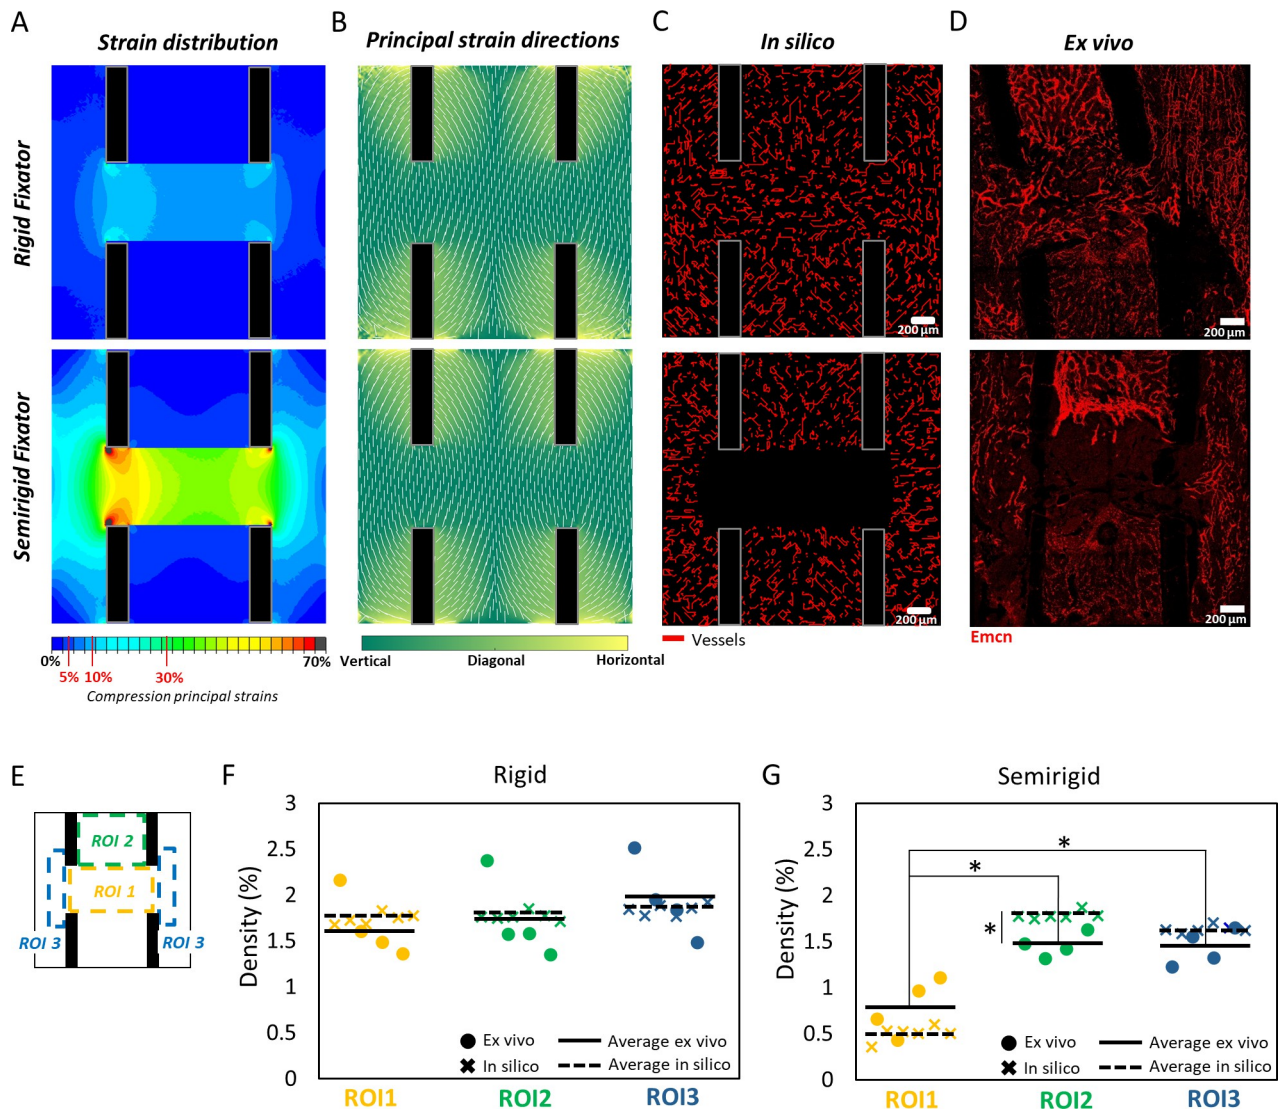 A
B
C
D
Strain distribution
Principal strain directions
In silico
Ex vivo
Rigid Fixator
200 µm
200 µm
Semirigid Fixator
200 µm
200 µm
0%
5%
10%
30%
70%
Compression principal strains
Vertical
Diagonal
Horizontal
Vessels
Emcn
E
F
G
ROI 2
ROI 1
ROI 3
ROI 3
Rigid
Density (%)
3
2.5
2
1.5
1
0.5
0
Ex vivo
Average ex vivo
In silico
Average in silico
ROI1
ROI2
ROI3
Semirigid
Density (%)
3
2.5
2
1.5
1
0.5
0
*
*
*
Ex vivo
Average ex vivo
In silico
Average in silico
ROI1
ROI2
ROI3